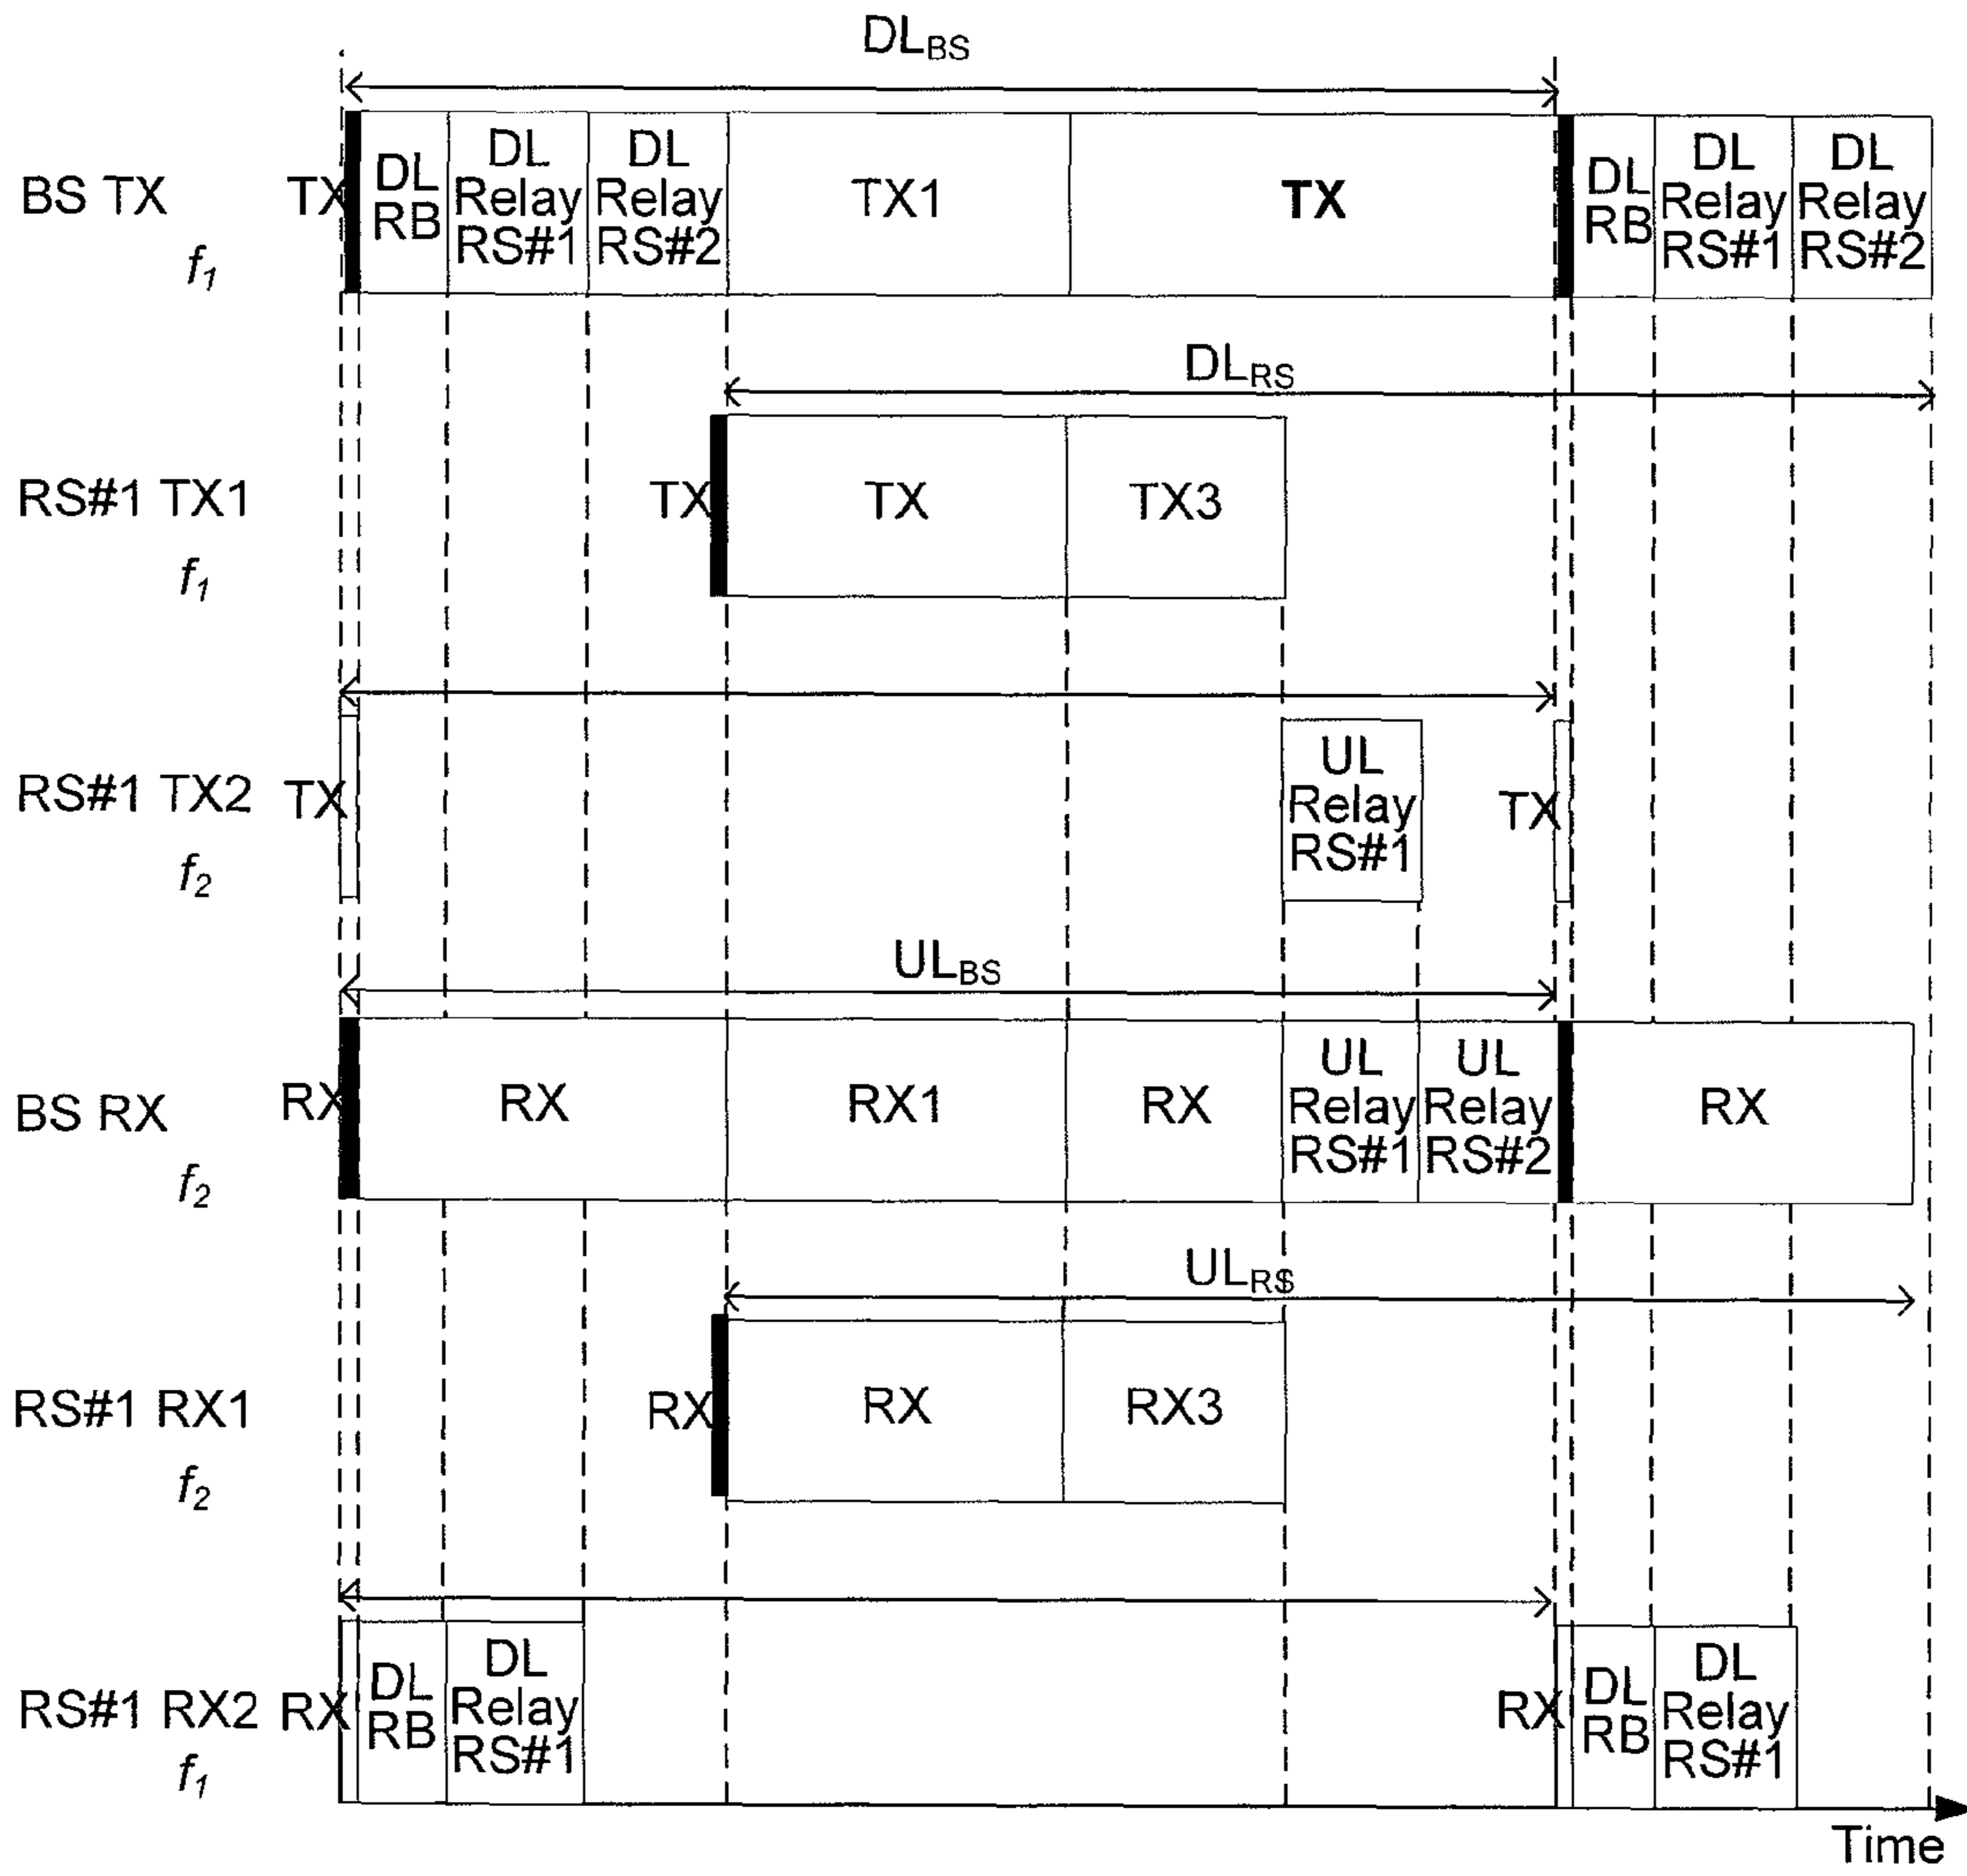 DLBS
BS TX
f1
TX
DL RB
DL Relay RS#1
DL Relay RS#2
TX1
TX
DL RB
DL Relay RS#1
DL Relay RS#2
DLRS
RS#1 TX1
f1
TX
TX
TX3
RS#1 TX2
f2
TX
UL Relay RS#1
TX
ULBS
BS RX
f2
RX
RX
RX1
RX
UL Relay RS#1
UL Relay RS#2
RX
ULRS
RS#1 RX1
f2
RX
RX
RX3
RS#1 RX2
f1
RX
DL RB
DL Relay RS#1
RX
DL RB
DL Relay RS#1
Time